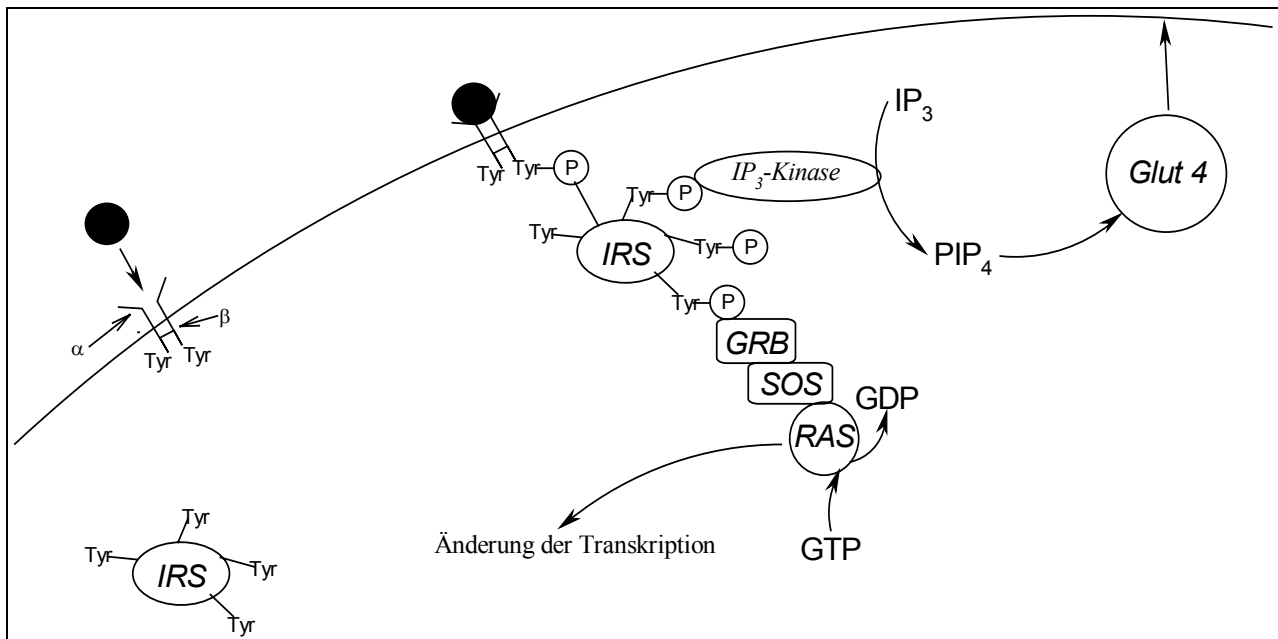 IP₃
Tyr
Tyr
P
Tyr
P
IP₃-Kinase
Glut 4
Tyr
IRS
Tyr
P
PIP₄
Tyr
P
α
β
Tyr
Tyr
GRB
SOS
GDP
RAS
Änderung der Transkription
GTP
Tyr
Tyr
IRS
Tyr
Tyr